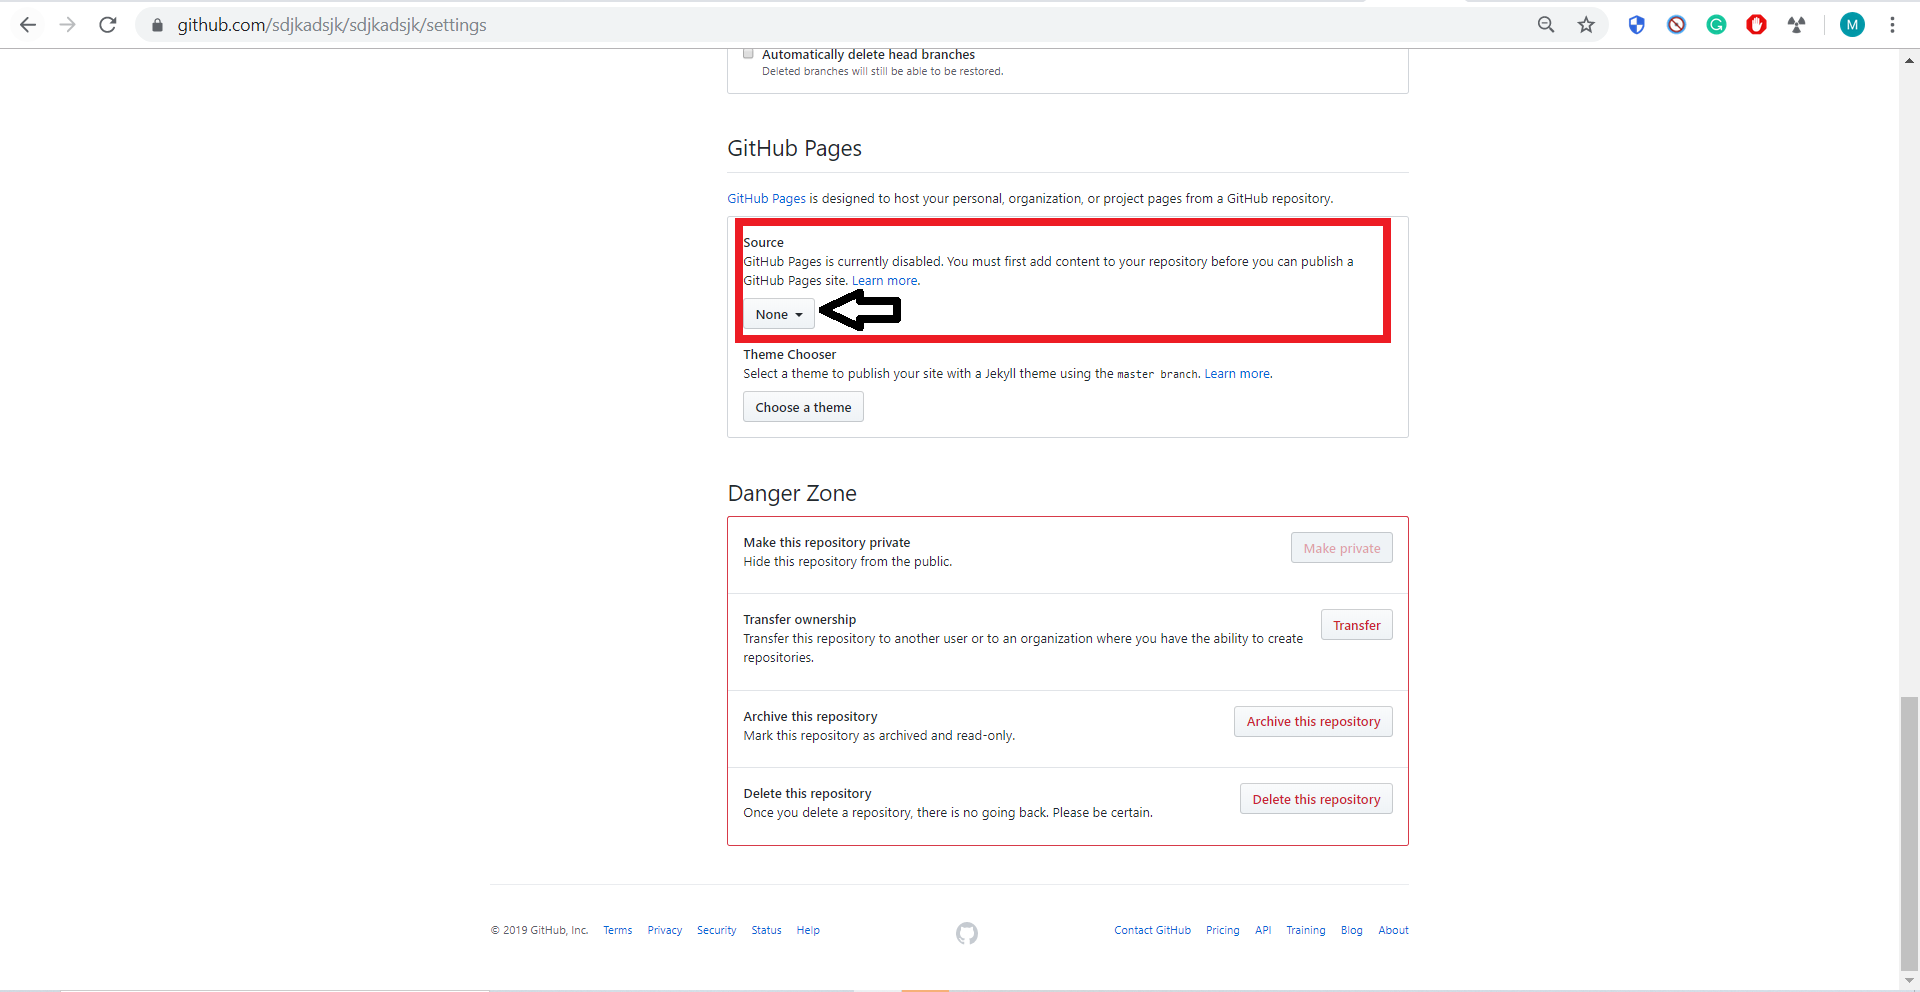 github.com/sdjkadsjk/sdjkadsjk/settings
M
Automatically delete head branches
Deleted branches will still be able to be restored.
GitHub Pages
GitHub Pages is designed to host your personal, organization, or project pages from a GitHub repository.
Source
GitHub Pages is currently disabled. You must first add content to your repository before you can publish a
GitHub Pages site. Learn more.
None
Theme Chooser
Select a theme to publish your site with a Jekyll theme using the master branch. Learn more.
Choose a theme
Danger Zone
Make this repository private
Hide this repository from the public.
Make private
Transfer ownership
Transfer this repository to another user or to an organization where you have the ability to create
repositories.
Transfer
Archive this repository
Mark this repository as archived and read-only.
Archive this repository
Delete this repository
Once you delete a repository, there is no going back. Please be certain.
Delete this repository
© 2019 GitHub, Inc. Terms Privacy Security Status Help Contact GitHub Pricing API Training Blog About